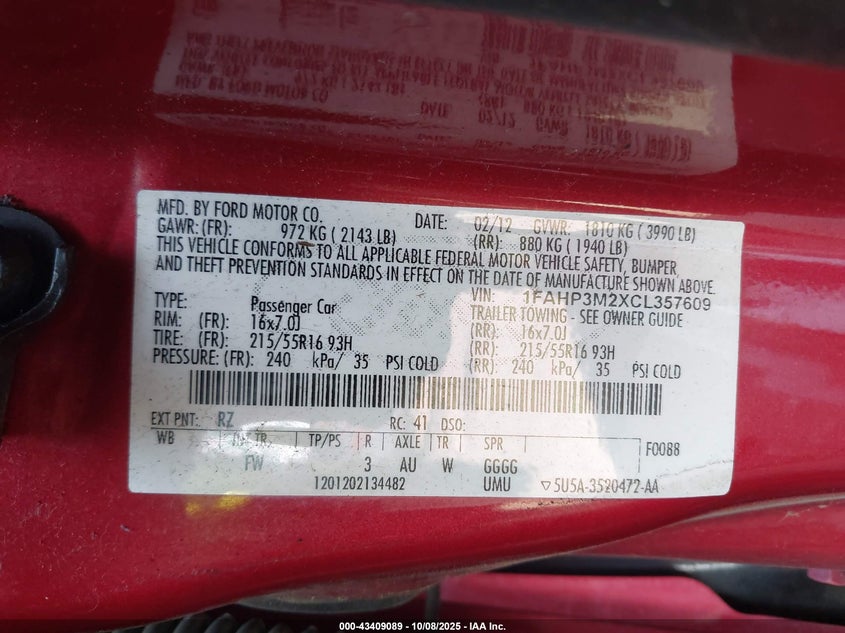 MFD. BY FORD MOTOR CO. DATE: 02/12 GVWR: 1810 KG ( 3990 LB)
GAWR: (FR): 972 KG ( 2143 LB) (RR): 880 KG ( 1940 LB)
THIS VEHICLE CONFORMS TO ALL APPLICABLE FEDERAL MOTOR VEHICLE SAFETY, BUMPER
AND THEFT PREVENTION STANDARDS IN EFFECT ON THE DATE OF MANUFACTURE SHOWN ABOVE.
VIN: 1FAHP3M2XCL357609
TYPE: Passenger Car TRAILER TOWING - SEE OWNER GUIDE
RIM: (FR): 16x7.0J (RR): 16x7.0J
TIRE: (FR): 215/55R16 93H (RR): 215/55R16 93H
PRESSURE: (FR): 240 kPa/ 35 PSI COLD (RR): 240 kPa/ 35 PSI COLD
EXT PNT: RZ RC: 41 DSO:
WB TR TP/PS R AXLE TR SPR F0088
FW 3 AU W GGGG
1201202134482 UMU ▽5U5A-3520472-AA
000-43409089 - 10/08/2025 - IAA Inc.